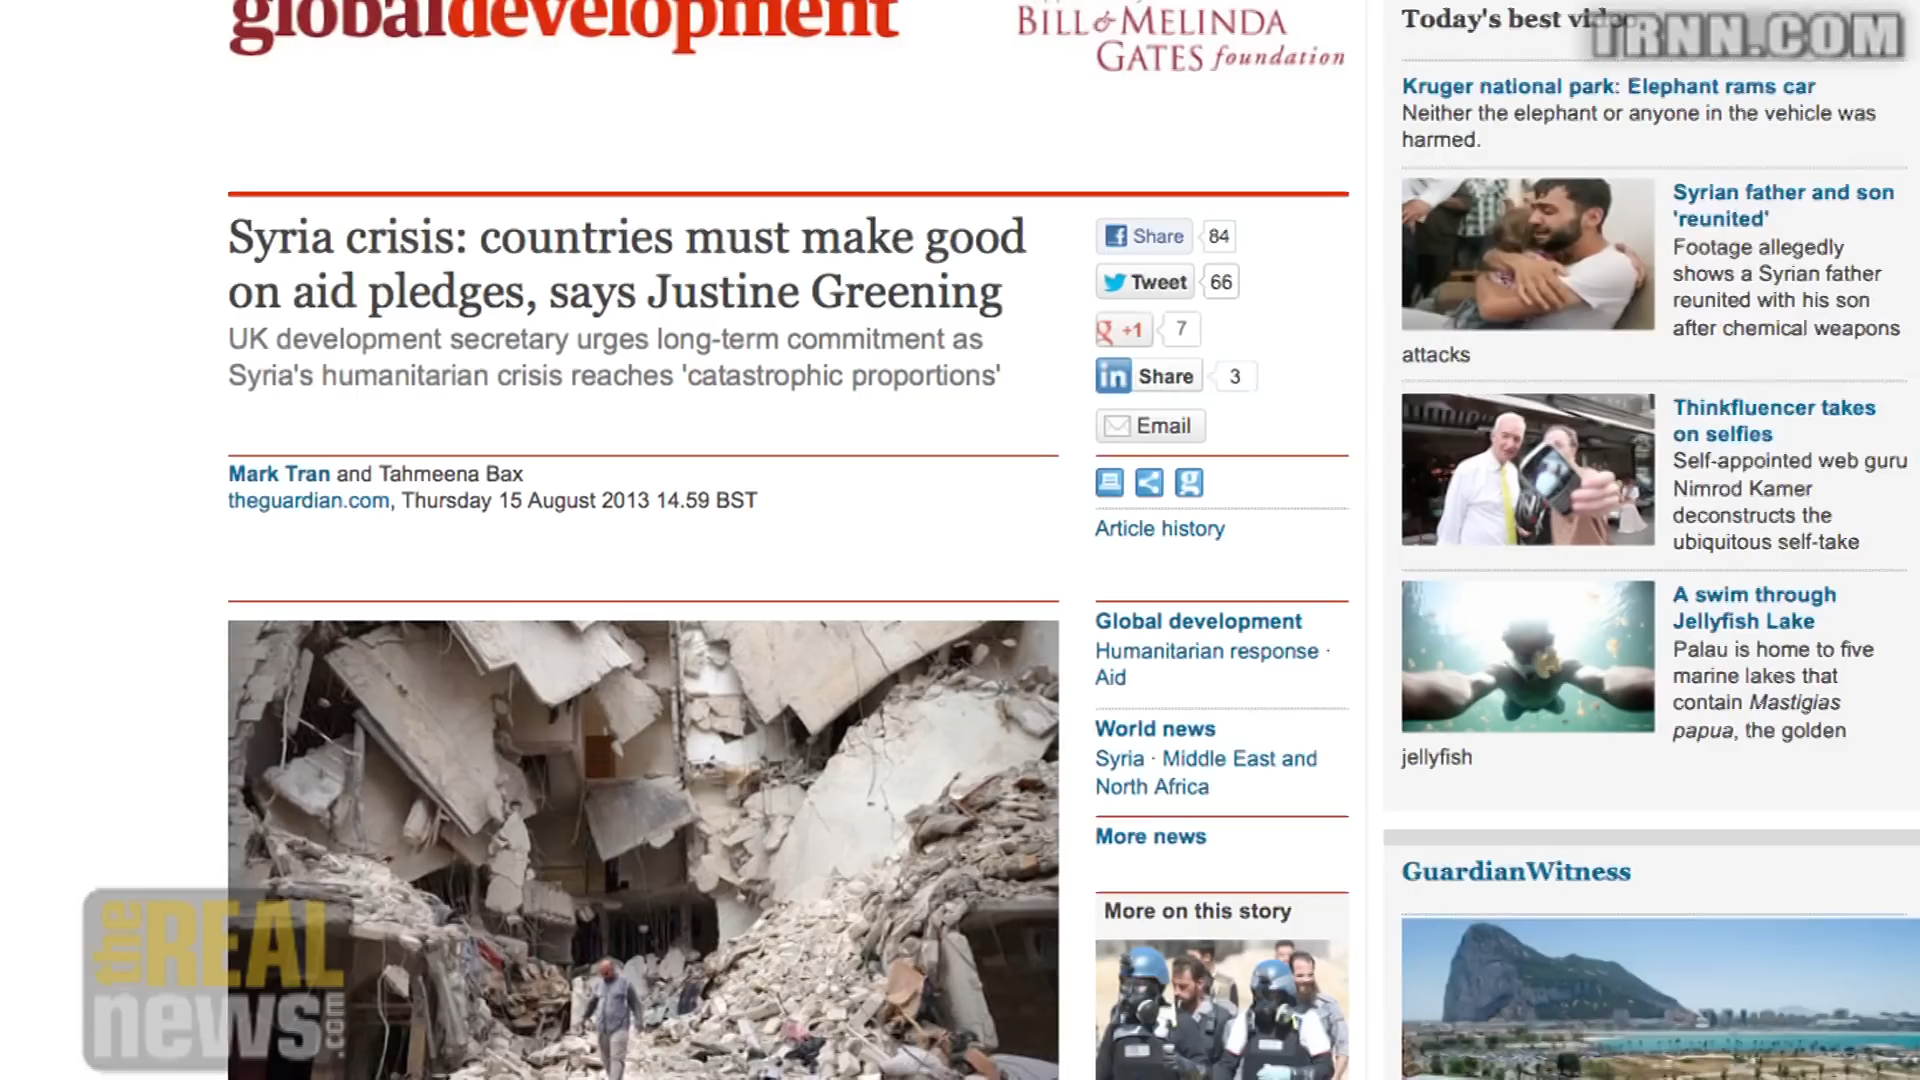 globaldevelopment
BILL & MELINDA
GATES foundation
Syria crisis: countries must make good
on aid pledges, says Justine Greening
UK development secretary urges long-term commitment as
Syria's humanitarian crisis reaches 'catastrophic proportions'
Mark Tran and Tahmeena Bax
theguardian.com, Thursday 15 August 2013 14.59 BST
Share 84
Tweet 66
+1 7
in Share 3
Email
Article history
Global development
Humanitarian response ·
Aid
World news
Syria · Middle East and
North Africa
More news
More on this story
Today's best video
TRNN.COM
Kruger national park: Elephant rams car
Neither the elephant or anyone in the vehicle was
harmed.
Syrian father and son
'reunited'
Footage allegedly
shows a Syrian father
reunited with his son
after chemical weapons
attacks
Thinkfluencer takes
on selfies
Self-appointed web guru
Nimrod Kamer
deconstructs the
ubiquitous self-take
A swim through
Jellyfish Lake
Palau is home to five
marine lakes that
contain Mastigias
papua, the golden
jellyfish
GuardianWitness
the REAL
news.com